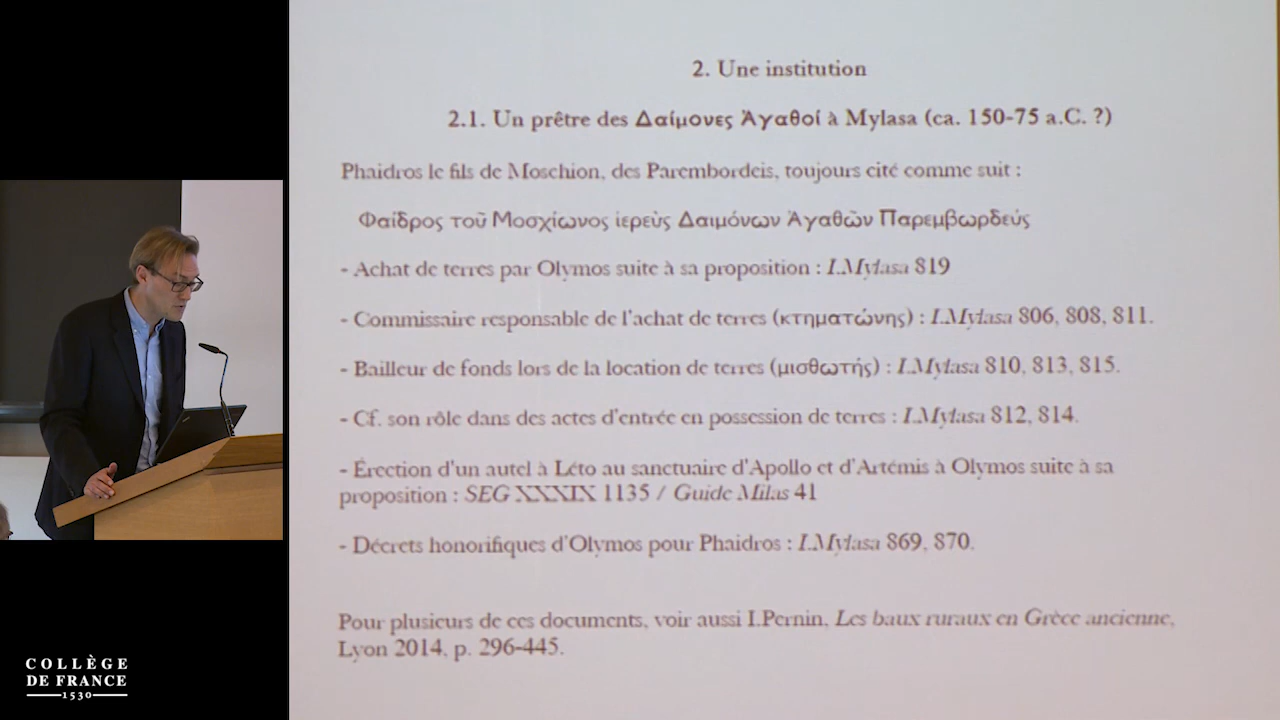 2. Une institution
2.1. Un prêtre des Δαίμονες Ἀγαθοί à Mylasa (ca. 150-75 a.C. ?)
Phaidros le fils de Moschion, des Parembordeis, toujours cité comme suit :
Φαίδρος τοῦ Μοσχίωνος ἱερεὺς Δαιμόνων Ἀγαθῶν Παρεμβωρδεύς
- Achat de terres par Olymos suite à sa proposition : I.Mylasa 819
- Commissaire responsable de l'achat de terres (κτηματώνης) : I.Mylasa 806, 808, 811.
- Bailleur de fonds lors de la location de terres (μισθωτής) : I.Mylasa 810, 813, 815.
- Cf. son rôle dans des actes d'entrée en possession de terres : I.Mylasa 812, 814.
- Érection d'un autel à Léto au sanctuaire d'Apollo et d'Artémis à Olymos suite à sa
proposition : SEG XXXIX 1135 / Guide Milas 41
- Décrets honorifiques d'Olymos pour Phaidros : I.Mylasa 869, 870.
Pour plusieurs de ces documents, voir aussi I.Pernin, Les baux ruraux en Grèce ancienne,
Lyon 2014, p. 296-445.
COLLÈGE
DE FRANCE
1530